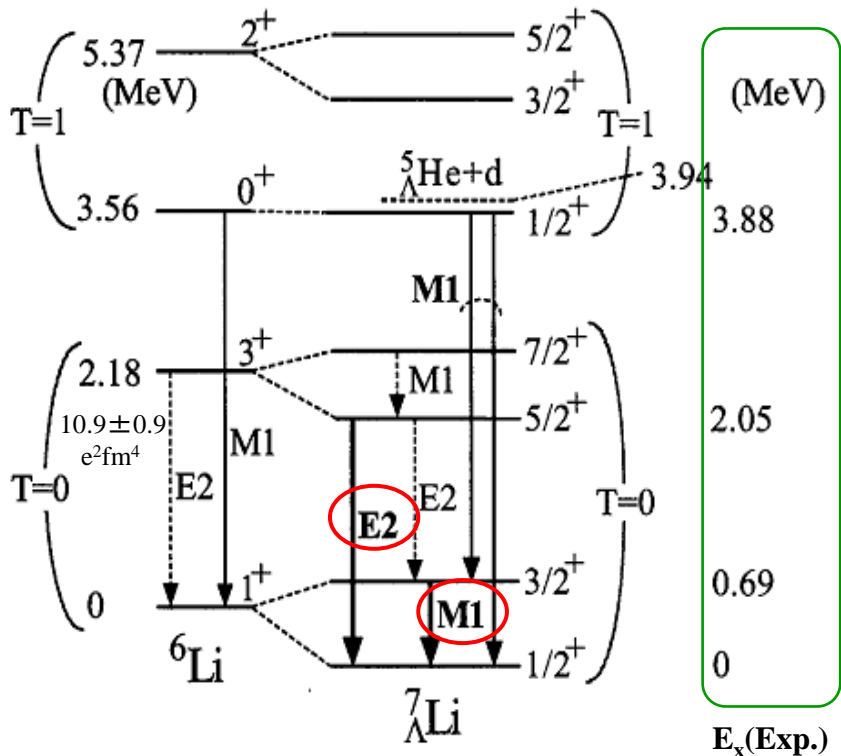 2⁺
5/2⁺
5.37
(MeV)
3/2⁺
(MeV)
T=1
T=1
⁵ΛHe+d
3.94
0⁺
3.56
1/2⁺
3.88
M1
3⁺
7/2⁺
2.18
M1
5/2⁺
2.05
10.9±0.9
e²fm⁴
M1
T=0
E2
E2
E2
T=0
1⁺
3/2⁺
0.69
0
M1
⁶Li
1/2⁺
0
⁷ΛLi
Eₓ(Exp.)